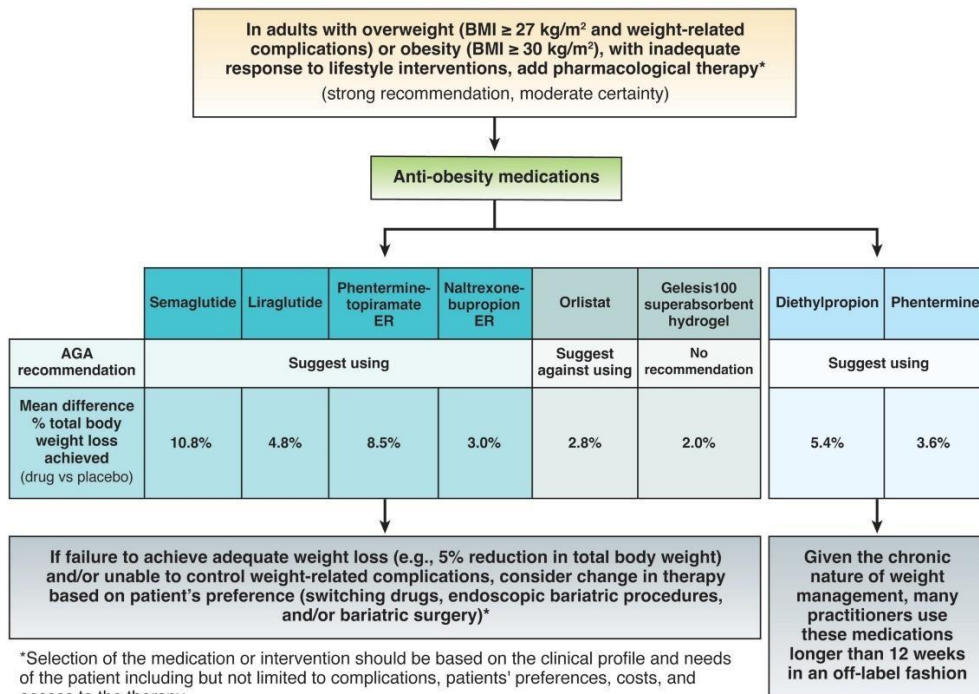 In adults with overweight (BMI ≥ 27 kg/m² and weight-related
complications) or obesity (BMI ≥ 30 kg/m²), with inadequate
response to lifestyle interventions, add pharmacological therapy*
(strong recommendation, moderate certainty)
Anti-obesity medications
Semaglutide
Liraglutide
Phentermine-
topiramate
ER
Naltrexone-
bupropion
ER
Orlistat
Gelesis100
superabsorbent
hydrogel
Diethylpropion
Phentermine
AGA
recommendation
Suggest using
Suggest
against using
No
recommendation
Suggest using
Mean difference
% total body
weight loss
achieved
(drug vs placebo)
10.8%
4.8%
8.5%
3.0%
2.8%
2.0%
5.4%
3.6%
If failure to achieve adequate weight loss (e.g., 5% reduction in total body weight)
and/or unable to control weight-related complications, consider change in therapy
based on patient's preference (switching drugs, endoscopic bariatric procedures,
and/or bariatric surgery)*
Given the chronic
nature of weight
management, many
practitioners use
these medications
longer than 12 weeks
in an off-label fashion
*Selection of the medication or intervention should be based on the clinical profile and needs
of the patient including but not limited to complications, patients' preferences, costs, and
access to the therapy